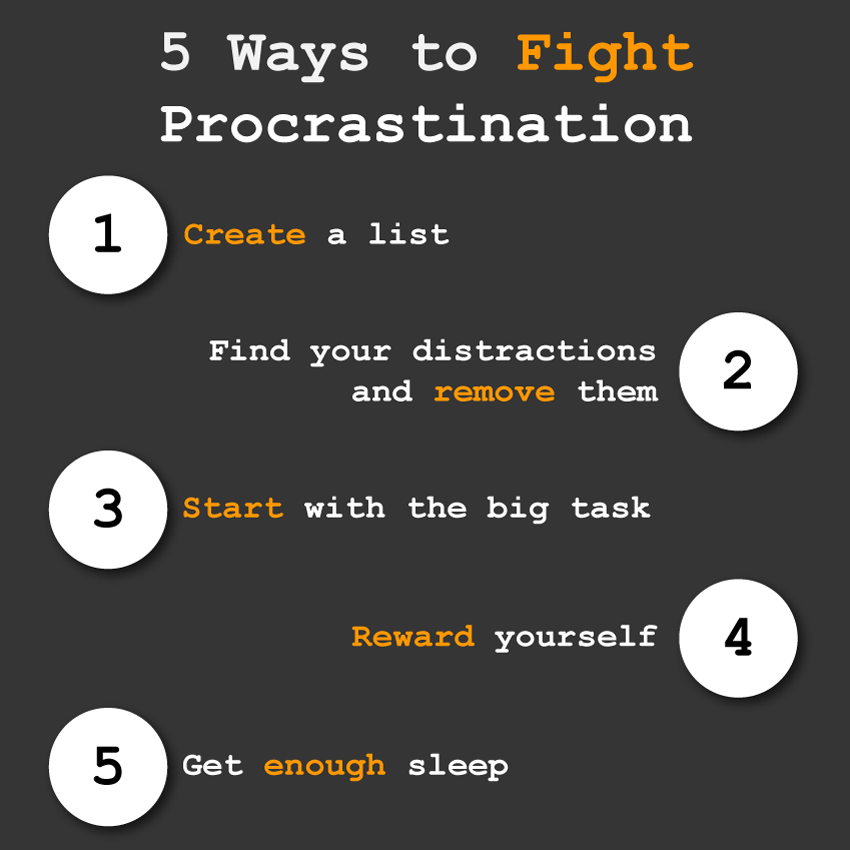 5 Ways to Fight
Procrastination
1
Create a list
Find your distractions
and remove them
2
3
Start with the big task
Reward yourself
4
5
Get enough sleep